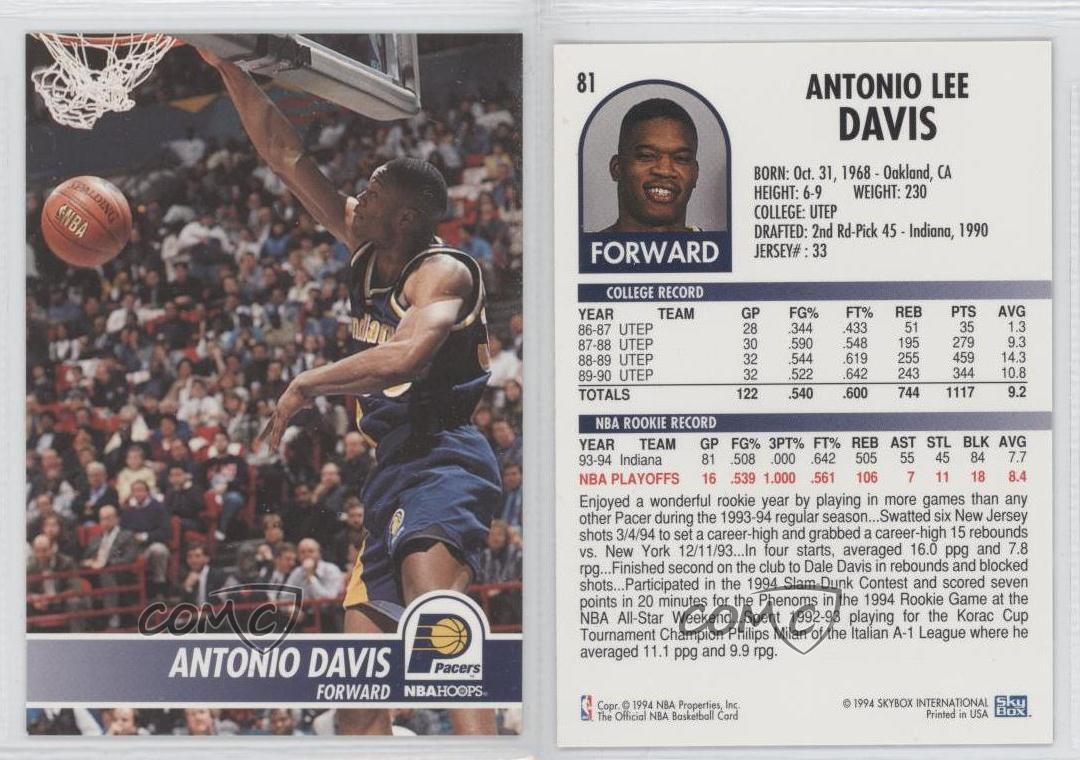 SPALDING
NBA
Indiana
3
COMC
ANTONIO DAVIS
FORWARD
Pacers
NBA HOOPS
81
ANTONIO LEE
DAVIS
FORWARD
BORN: Oct. 31, 1968 - Oakland, CA
HEIGHT: 6-9 WEIGHT: 230
COLLEGE: UTEP
DRAFTED: 2nd Rd-Pick 45 - Indiana, 1990
JERSEY# : 33
COLLEGE RECORD
YEAR TEAM GP FG% FT% REB PTS AVG
86-87 UTEP 28 .344 .433 51 35 1.3
87-88 UTEP 30 .590 .548 195 279 9.3
88-89 UTEP 32 .544 .619 255 459 14.3
89-90 UTEP 32 .522 .642 243 344 10.8
TOTALS 122 .540 .600 744 1117 9.2
NBA ROOKIE RECORD
YEAR TEAM GP FG% 3PT% FT% REB AST STL BLK AVG
93-94 Indiana 81 .508 .000 .642 505 55 45 84 7.7
NBA PLAYOFFS 16 .539 1.000 .561 106 7 11 18 8.4
Enjoyed a wonderful rookie year by playing in more games than any
other Pacer during the 1993-94 regular season...Swatted six New Jersey
shots 3/4/94 to set a career-high and grabbed a career-high 15 rebounds
vs. New York 12/11/93...In four starts, averaged 16.0 ppg and 7.8
rpg...Finished second on the club to Dale Davis in rebounds and blocked
shots...Participated in the 1994 Slam Dunk Contest and scored seven
points in 20 minutes for the Phenoms in the 1994 Rookie Game at the
NBA All-Star Weekend. Spent 1992-93 playing for the Korac Cup
Tournament Champion Philips Milan of the Italian A-1 League where he
averaged 11.1 ppg and 9.9 rpg.
COMC
Copr. © 1994 NBA Properties, Inc.
The Official NBA Basketball Card
© 1994 SKYBOX INTERNATIONAL
Printed in USA
SkyBox